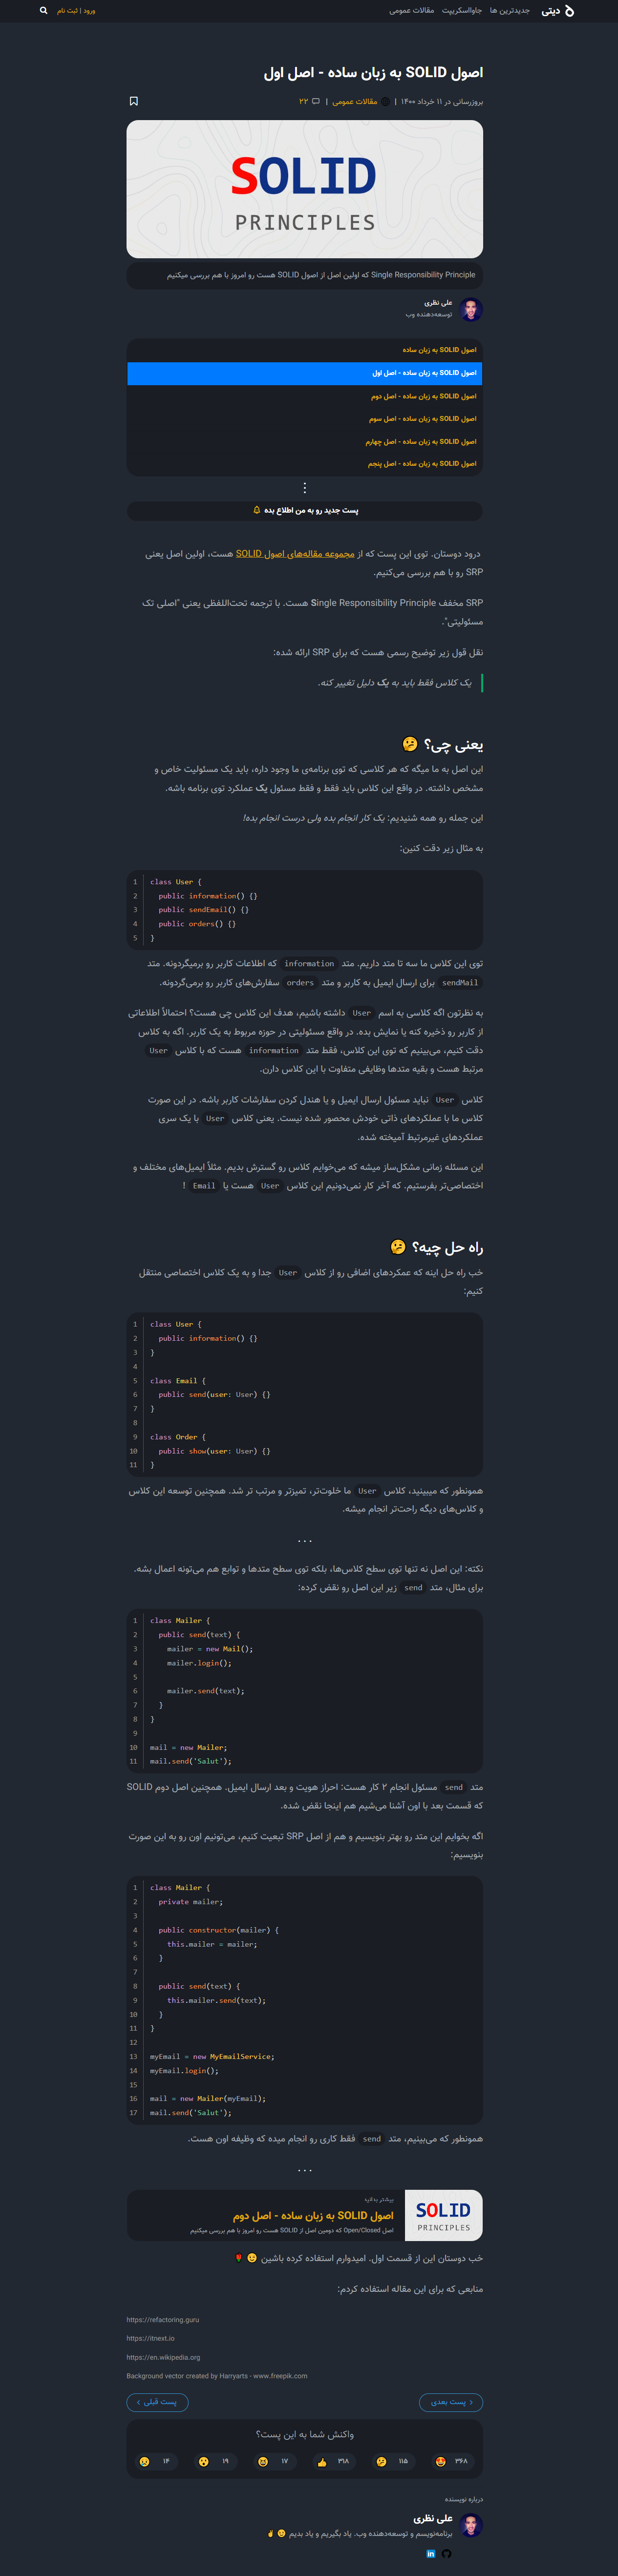 دیتی
جدیدترین ها
جاوااسکریپت
مقالات عمومی
ورود | ثبت نام
اصول SOLID به زبان ساده - اصل اول
بروزرسانی در ۱۱ خرداد ۱۴۰۰ | مقالات عمومی | ۲۲
SOLID
PRINCIPLES
Single Responsibility Principle که اولین اصل از اصول SOLID هست رو امروز با هم بررسی میکنیم
علی نظری
توسعه‌دهنده وب
اصول SOLID به زبان ساده
اصول SOLID به زبان ساده - اصل اول
اصول SOLID به زبان ساده - اصل دوم
اصول SOLID به زبان ساده - اصل سوم
اصول SOLID به زبان ساده - اصل چهارم
اصول SOLID به زبان ساده - اصل پنجم
پست جدید رو به من اطلاع بده
درود دوستان. توی این پست که از مجموعه مقاله‌های اصول SOLID هست، اولین اصل یعنی
SRP رو با هم بررسی می‌کنیم.
SRP مخفف Single Responsibility Principle هست. با ترجمه تحت‌اللفظی یعنی "اصلی تک
مسئولیتی".
نقل قول زیر توضیح رسمی هست که برای SRP ارائه شده:
یک کلاس فقط باید به یک دلیل تغییر کنه.
یعنی چی؟ 🤔
این اصل به ما میگه که هر کلاسی که توی برنامه‌ی ما وجود داره، باید یک مسئولیت خاص و
مشخص داشته. در واقع این کلاس باید فقط و فقط مسئول یک عملکرد توی برنامه باشه.
این جمله رو همه شنیدیم: یک کار انجام بده ولی درست انجام بده!
به مثال زیر دقت کنین:
1 class User {
2   public information() {}
3   public sendEmail() {}
4   public orders() {}
5 }
توی این کلاس ما سه تا متد داریم. متد information که اطلاعات کاربر رو برمیگردونه. متد
sendMail برای ارسال ایمیل به کاربر و متد orders سفارش‌های کاربر رو برمی‌گردونه.
به نظرتون اگه کلاسی به اسم User داشته باشیم، هدف این کلاس چی هست؟ احتمالاً اطلاعاتی
از کاربر رو ذخیره کنه یا نمایش بده. در واقع مسئولیتی در حوزه مربوط به یک کاربر. اگه به کلاس
دقت کنیم، می‌بینیم که توی این کلاس، فقط متد information هست که با کلاس User
مرتبط هست و بقیه متدها وظایفی متفاوت با این کلاس دارن.
کلاس User نباید مسئول ارسال ایمیل و یا هندل کردن سفارشات کاربر باشه. در این صورت
کلاس ما با عملکردهای ذاتی خودش محصور شده نیست. یعنی کلاس User با یک سری
عملکردهای غیرمرتبط آمیخته شده.
این مسئله زمانی مشکل‌ساز میشه که می‌خوایم کلاس رو گسترش بدیم. مثلاً ایمیل‌های مختلف و
اختصاصی‌تر بفرستیم. که آخر کار نمی‌دونیم این کلاس User هست یا Email !
راه حل چیه؟ 🤔
خب راه حل اینه که عمکردهای اضافی رو از کلاس User جدا و به یک کلاس اختصاصی منتقل
کنیم:
1 class User {
2   public information() {}
3 }
4
5 class Email {
6   public send(user: User) {}
7 }
8
9 class Order {
10   public show(user: User) {}
11 }
همونطور که میبینید، کلاس User ما خلوت‌تر، تمیزتر و مرتب تر شد. همچنین توسعه این کلاس
و کلاس‌های دیگه راحت‌تر انجام میشه.
...
نکته: این اصل نه تنها توی سطح کلاس‌ها، بلکه توی سطح متدها و توابع هم می‌تونه اعمال بشه.
برای مثال، متد send زیر این اصل رو نقض کرده:
1 class Mailer {
2   public send(text) {
3     mailer = new Mail();
4     mailer.login();
5
6     mailer.send(text);
7   }
8 }
9
10 mail = new Mailer;
11 mail.send('Salut');
متد send مسئول انجام ۲ کار هست: احراز هویت و بعد ارسال ایمیل. همچنین اصل دوم SOLID
که قسمت بعد با اون آشنا می‌شیم هم اینجا نقض شده.
اگه بخوایم این متد رو بهتر بنویسیم و هم از اصل SRP تبعیت کنیم، می‌تونیم اون رو به این صورت
بنویسیم:
1 class Mailer {
2   private mailer;
3
4   public constructor(mailer) {
5     this.mailer = mailer;
6   }
7
8   public send(text) {
9     this.mailer.send(text);
10   }
11 }
12
13 myEmail = new MyEmailService;
14 myEmail.login();
15
16 mail = new Mailer(myEmail);
17 mail.send('Salut');
همونطور که می‌بینیم، متد send فقط کاری رو انجام میده که وظیفه اون هست.
...
SOLID
PRINCIPLES
بیشتر بدانید
اصول SOLID به زبان ساده - اصل دوم
اصل Open/Closed که دومین اصل از SOLID هست رو امروز با هم بررسی میکنیم
خب دوستان این از قسمت اول. امیدوارم استفاده کرده باشین 😉🌹
منابعی که برای این مقاله استفاده کردم:
https://refactoring.guru
https://itnext.io
https://en.wikipedia.org
Background vector created by Harryarts - www.freepik.com
پست بعدی
پست قبلی
واکنش شما به این پست؟
۳۶۸
۱۱۵
۳۱۸
۱۷
۱۹
۱۴
درباره نویسنده
علی نظری
برنامه‌نویسم و توسعه‌دهنده وب. یاد بگیریم و یاد بدیم 😉✌